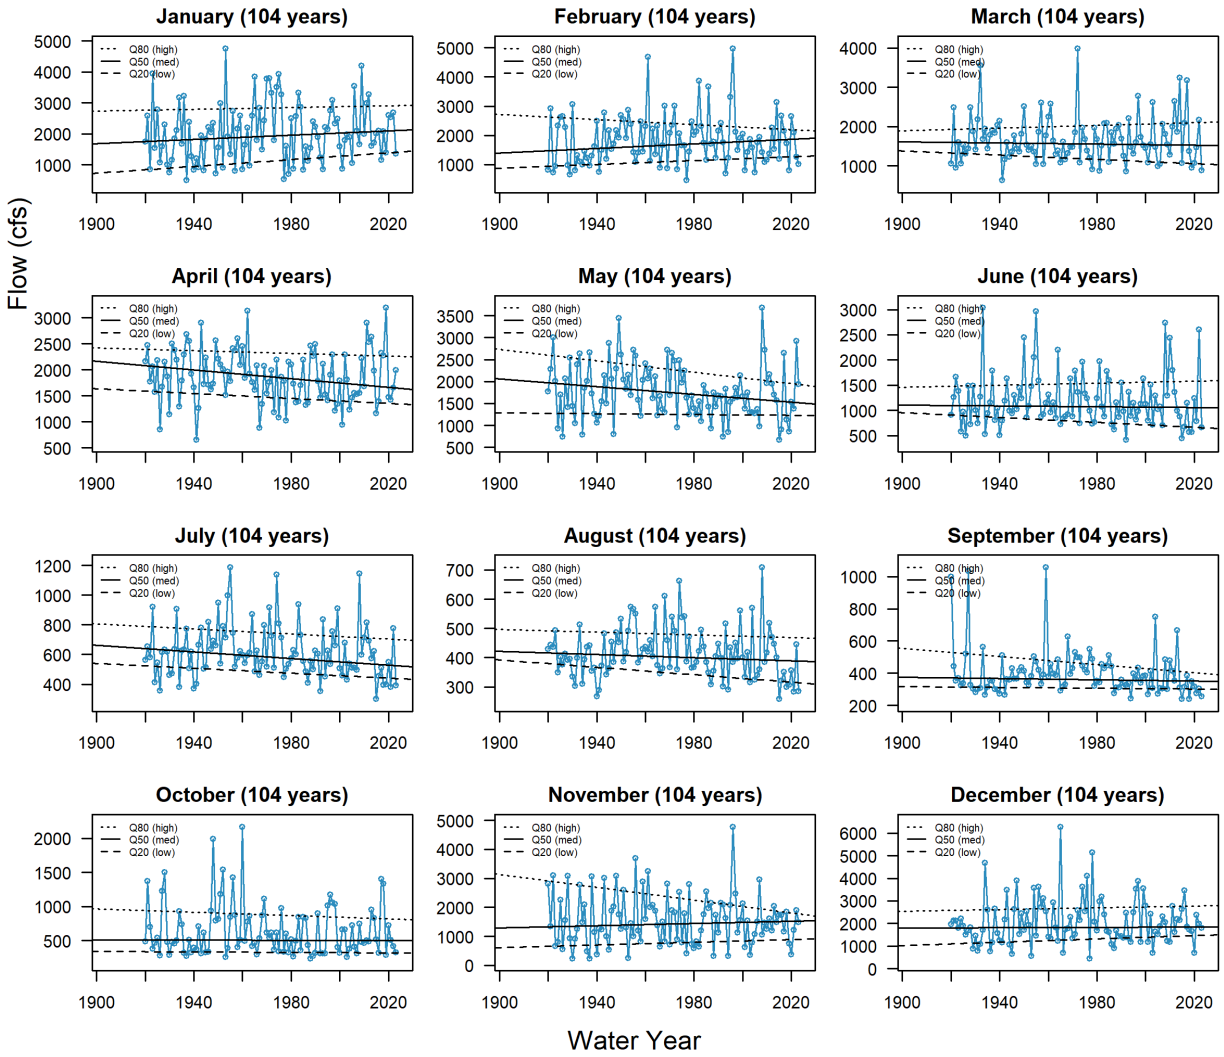 January (104 years)
February (104 years)
March (104 years)
Q80 (high)
Q50 (med)
Q20 (low)
Q80 (high)
Q50 (med)
Q20 (low)
Q80 (high)
Q50 (med)
Q20 (low)
5000
4000
3000
2000
1000
5000
4000
3000
2000
1000
4000
3000
2000
1000
1900 1940 1980 2020
1900 1940 1980 2020
1900 1940 1980 2020
Flow (cfs)
April (104 years)
May (104 years)
June (104 years)
Q80 (high)
Q50 (med)
Q20 (low)
Q80 (high)
Q50 (med)
Q20 (low)
Q80 (high)
Q50 (med)
Q20 (low)
3000
2500
2000
1500
1000
500
3500
3000
2500
2000
1500
1000
500
3000
2500
2000
1500
1000
500
1900 1940 1980 2020
1900 1940 1980 2020
1900 1940 1980 2020
July (104 years)
August (104 years)
September (104 years)
Q80 (high)
Q50 (med)
Q20 (low)
Q80 (high)
Q50 (med)
Q20 (low)
Q80 (high)
Q50 (med)
Q20 (low)
1200
1000
800
600
400
700
600
500
400
300
1000
800
600
400
200
1900 1940 1980 2020
1900 1940 1980 2020
1900 1940 1980 2020
October (104 years)
November (104 years)
December (104 years)
Q80 (high)
Q50 (med)
Q20 (low)
Q80 (high)
Q50 (med)
Q20 (low)
Q80 (high)
Q50 (med)
Q20 (low)
2000
1500
1000
500
5000
4000
3000
2000
1000
0
6000
5000
4000
3000
2000
1000
0
1900 1940 1980 2020
1900 1940 1980 2020
1900 1940 1980 2020
Water Year